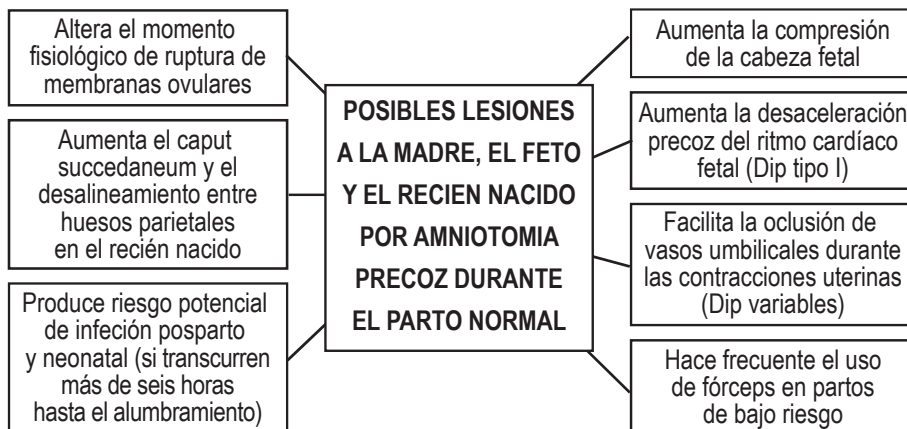 Altera el momento
fisiológico de ruptura de
membranas ovulares
Aumenta el caput
succedaneum y el
desalineamiento entre
huesos parietales
en el recién nacido
Produce riesgo potencial
de infeción posparto
y neonatal (si transcurren
más de seis horas
hasta el alumbramiento)
POSIBLES LESIONES
A LA MADRE, EL FETO
Y EL RECIEN NACIDO
POR AMNIOTOMIA
PRECOZ DURANTE
EL PARTO NORMAL
Aumenta la compresión
de la cabeza fetal
Aumenta la desaceleración
precoz del ritmo cardíaco
fetal (Dip tipo I)
Facilita la oclusión de
vasos umbilicales durante
las contracciones uterinas
(Dip variables)
Hace frecuente el uso
de fórceps en partos
de bajo riesgo